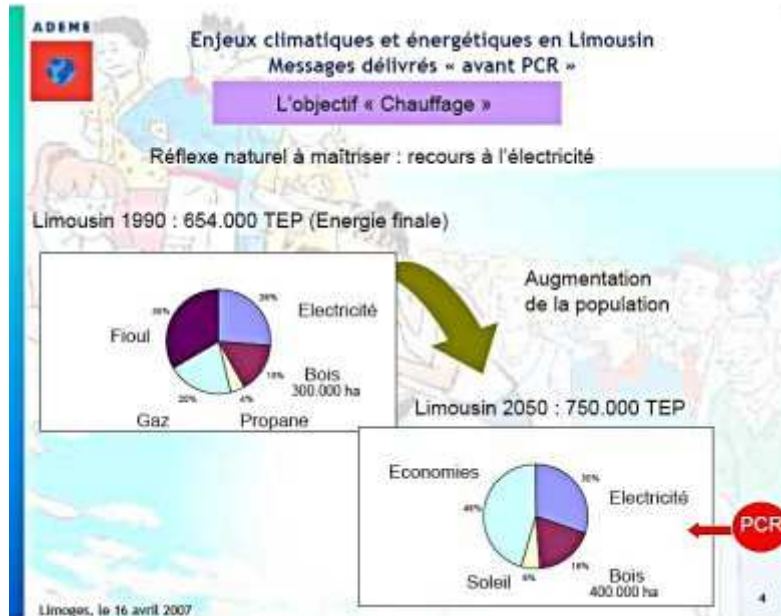 ADEME
Enjeux climatiques et énergétiques en Limousin
Messages délivrés « avant PCR »
L'objectif « Chauffage »
Réflexe naturel à maîtriser : recours à l'électricité
Limousin 1990 : 654.000 TEP (Energie finale)
Electricité
Fioul
Bois
300.000 ha
4%
Gaz
Propane
Augmentation
de la population
Limousin 2050 : 750.000 TEP
Economies
Electricité
Soleil
Bois
400.000 ha
PCR
Limoges, le 16 avril 2007
4